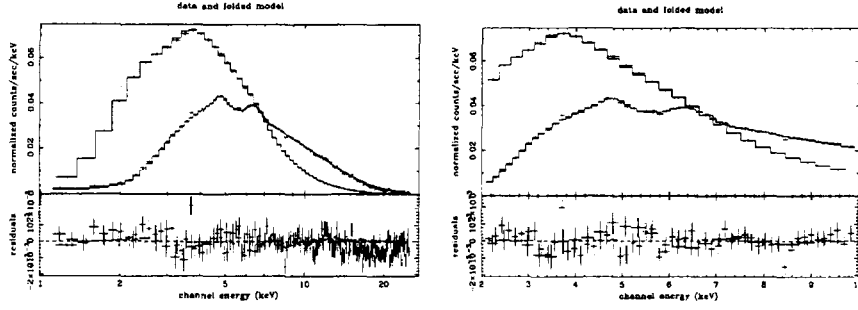 data and folded model
normalized counts/sec/keV
0.02
0.04
0.06
residuals
1
2
5
10
20
channel energy (keV)
data and folded model
normalized counts/sec/keV
0.02
0.04
0.06
residuals
2
3
4
5
6
7
8
9
channel energy (keV)